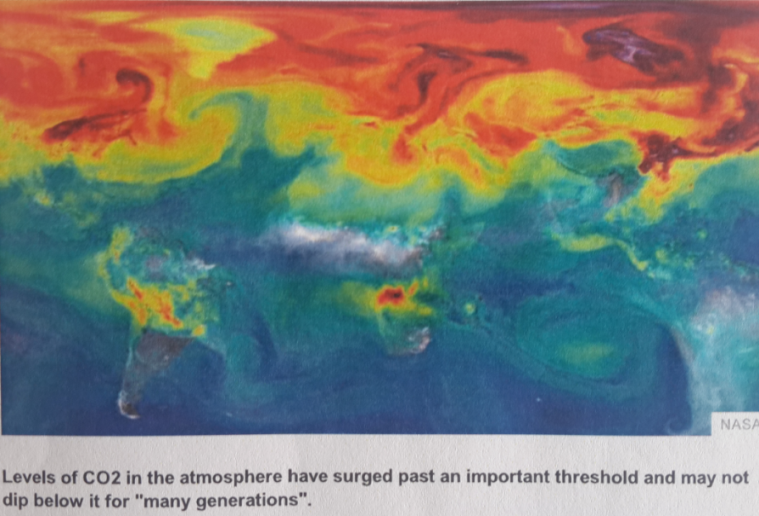 NASA
Levels of CO2 in the atmosphere have surged past an important threshold and may not
dip below it for "many generations".